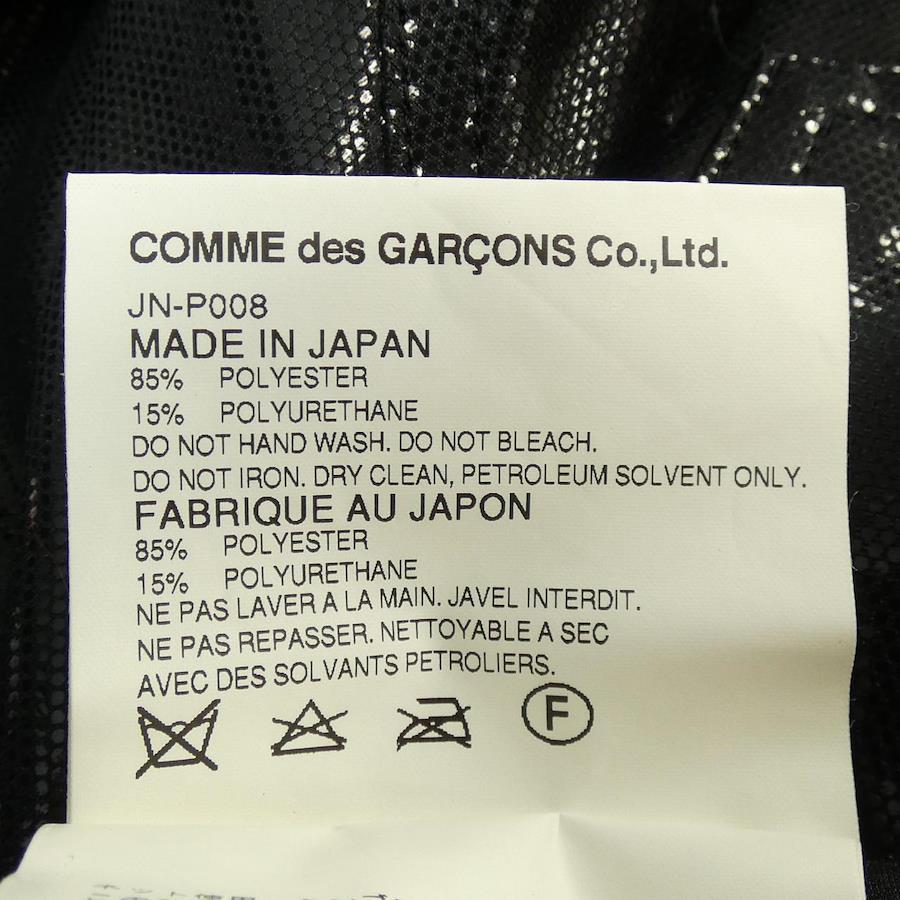 COMME des GARÇONS Co.,Ltd.
JN-P008
MADE IN JAPAN
85% POLYESTER
15% POLYURETHANE
DO NOT HAND WASH. DO NOT BLEACH.
DO NOT IRON. DRY CLEAN, PETROLEUM SOLVENT ONLY.
FABRIQUE AU JAPON
85% POLYESTER
15% POLYURETHANE
NE PAS LAVER A LA MAIN. JAVEL INTERDIT.
NE PAS REPASSER. NETTOYABLE A SEC
AVEC DES SOLVANTS PETROLIERS.
F